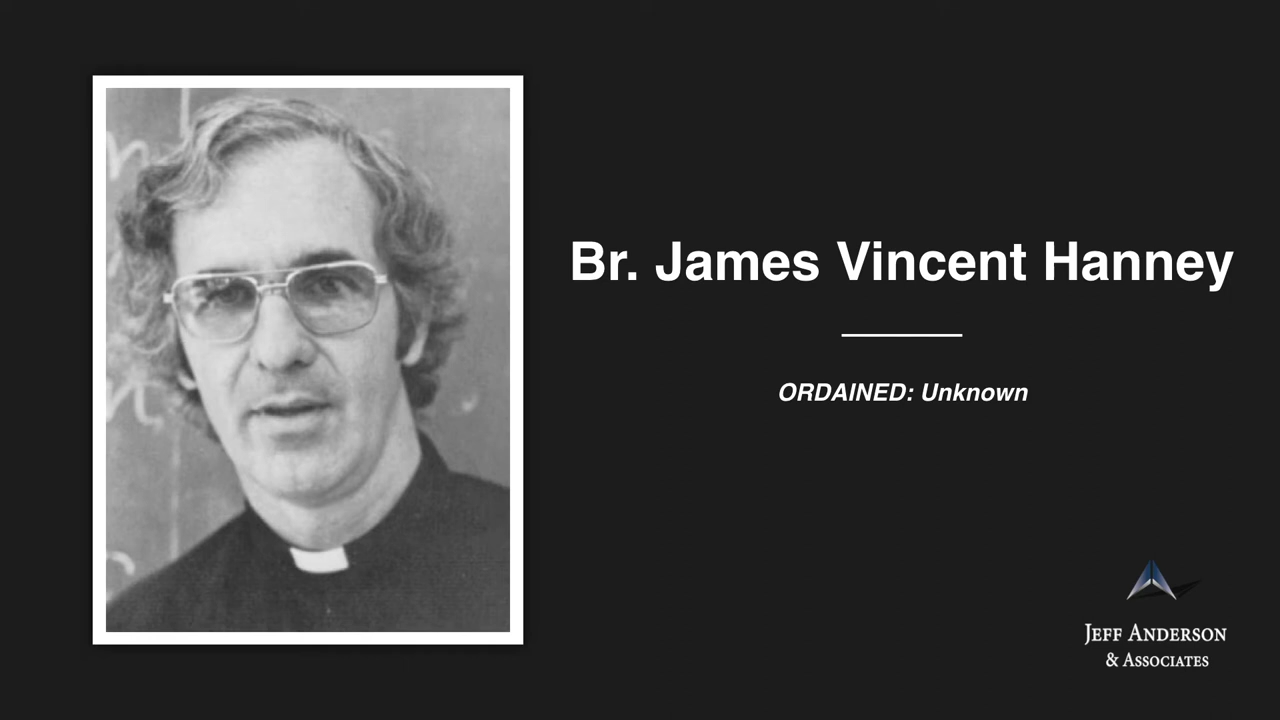 Br. James Vincent Hanney
ORDAINED: Unknown
JEFF ANDERSON
& ASSOCIATES